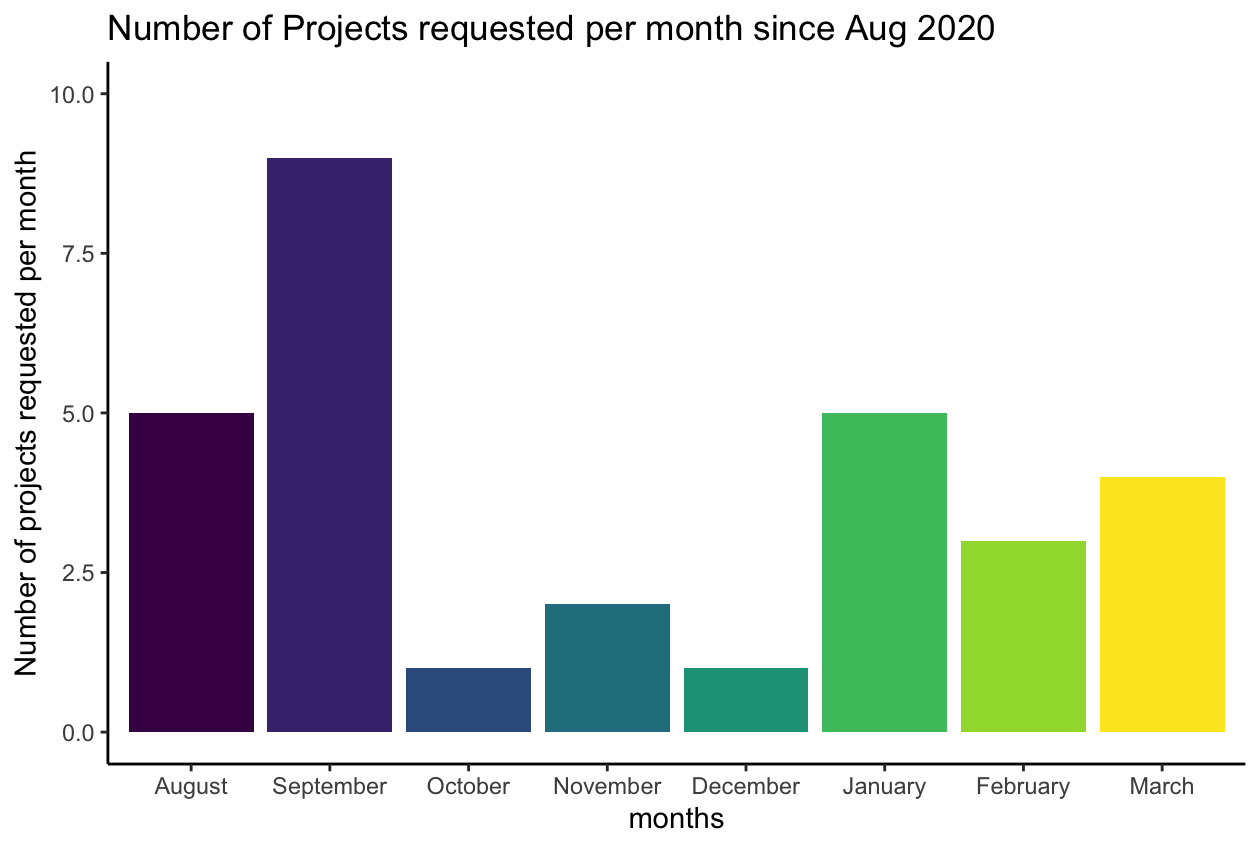 Number of Projects requested per month since Aug 2020
Number of projects requested per month
10.0
7.5
5.0
2.5
0.0
August September October November December January February March
months